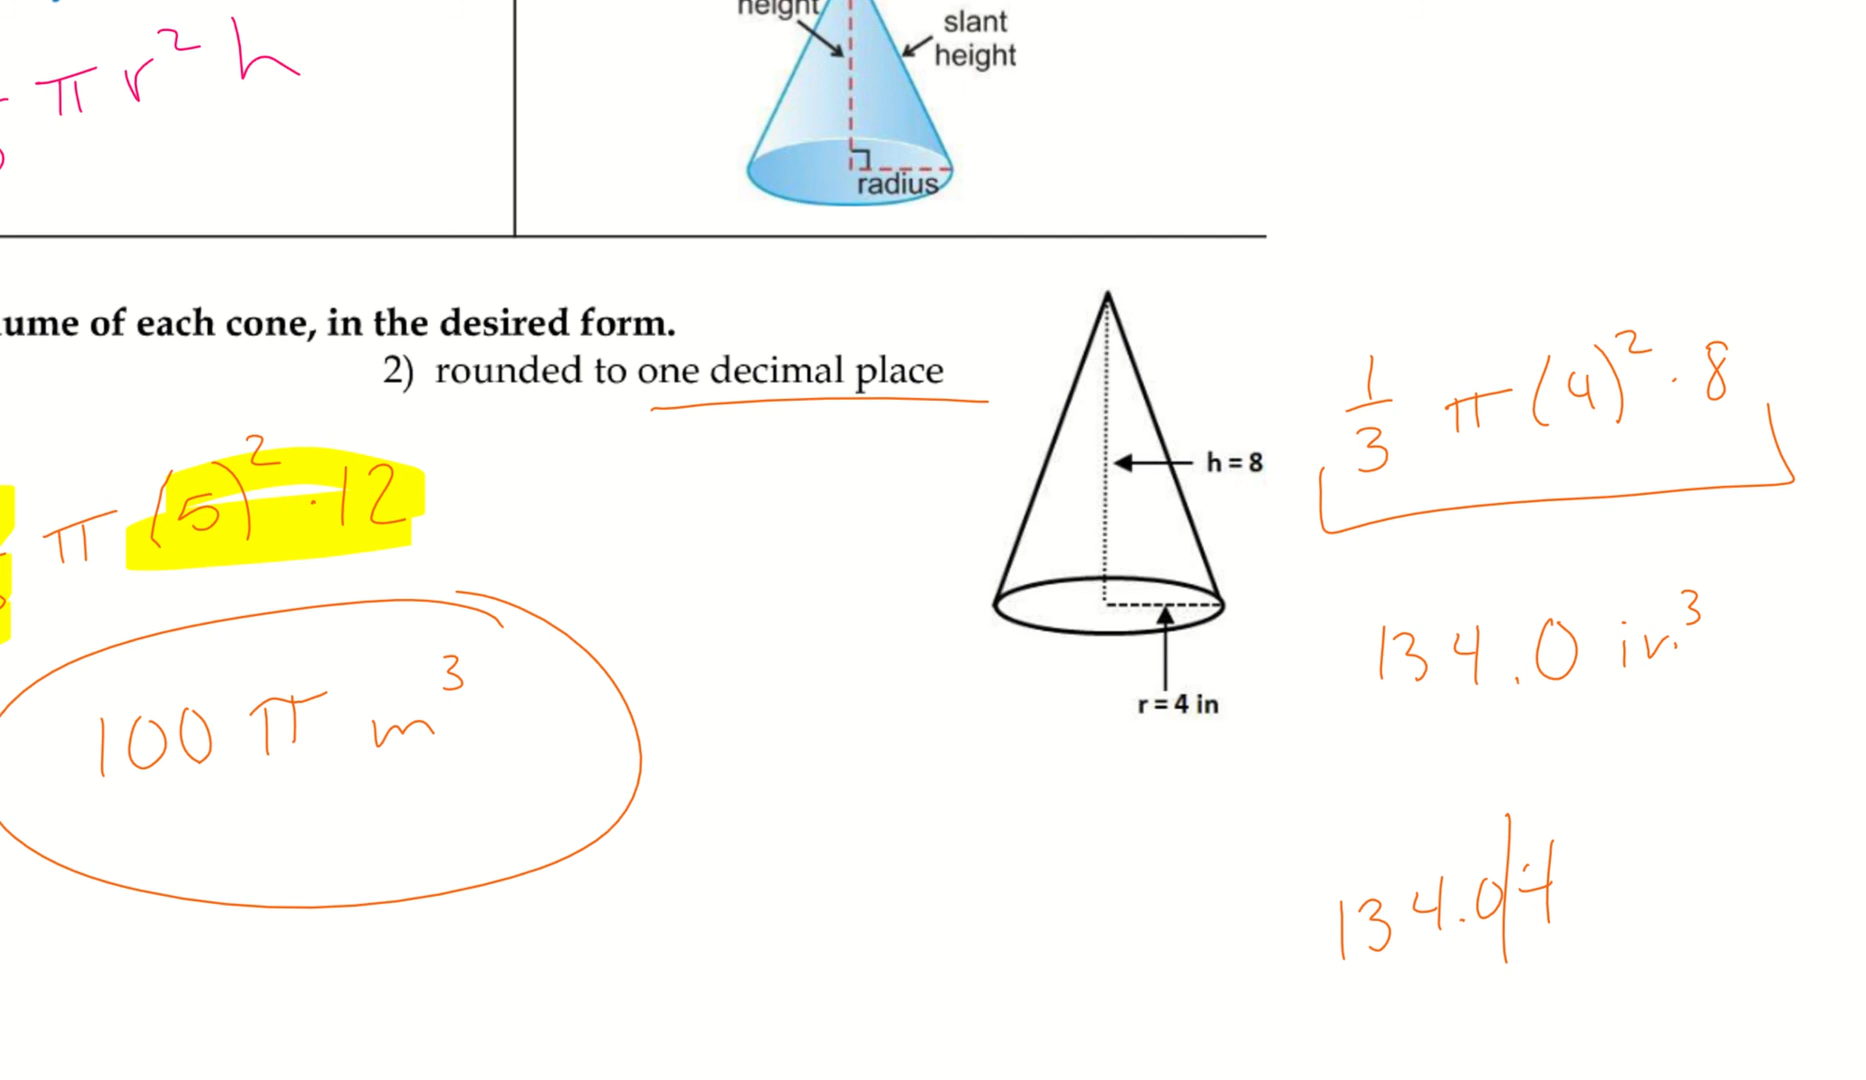 height
slant
height
π r² h
radius
ume of each cone, in the desired form.
2) rounded to one decimal place
1/3 π (4)² · 8
h = 8
π (5)² · 12
134.0 in.³
100 π m³
r = 4 in
134.0